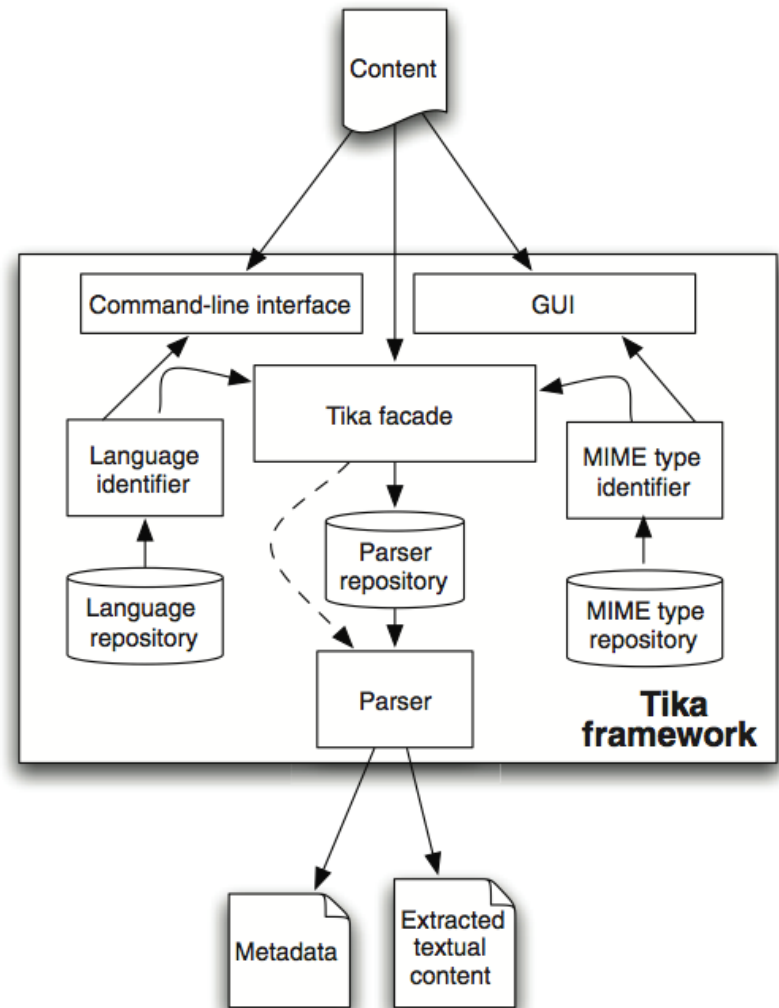 Content
Command-line interface
GUI
Tika facade
Language
identifier
MIME type
identifier
Parser
repository
Language
repository
MIME type
repository
Parser
Tika
framework
Metadata
Extracted
textual
content